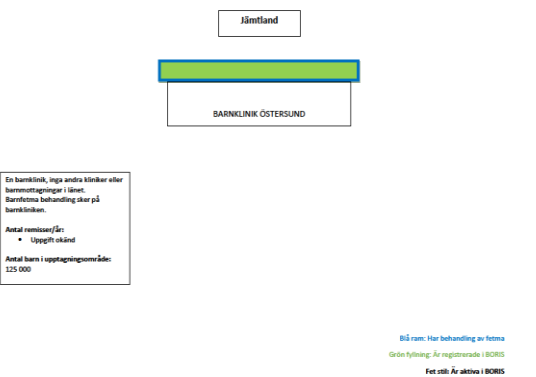 Jämtland
BARNKLINIK ÖSTERSUND
En barnklinik, inga andra kliniker eller
barnmottagningar i länet.
Barnfetma behandling sker på
barnkliniken.
Antal remisser/år:
• Uppgift okänd
Antal barn i upptagningsområde:
125 000
Blå ram: Har behandling av fetma
Grön fyllning: Är registrerade i BORIS
Fet stil: Är aktiva i BORIS